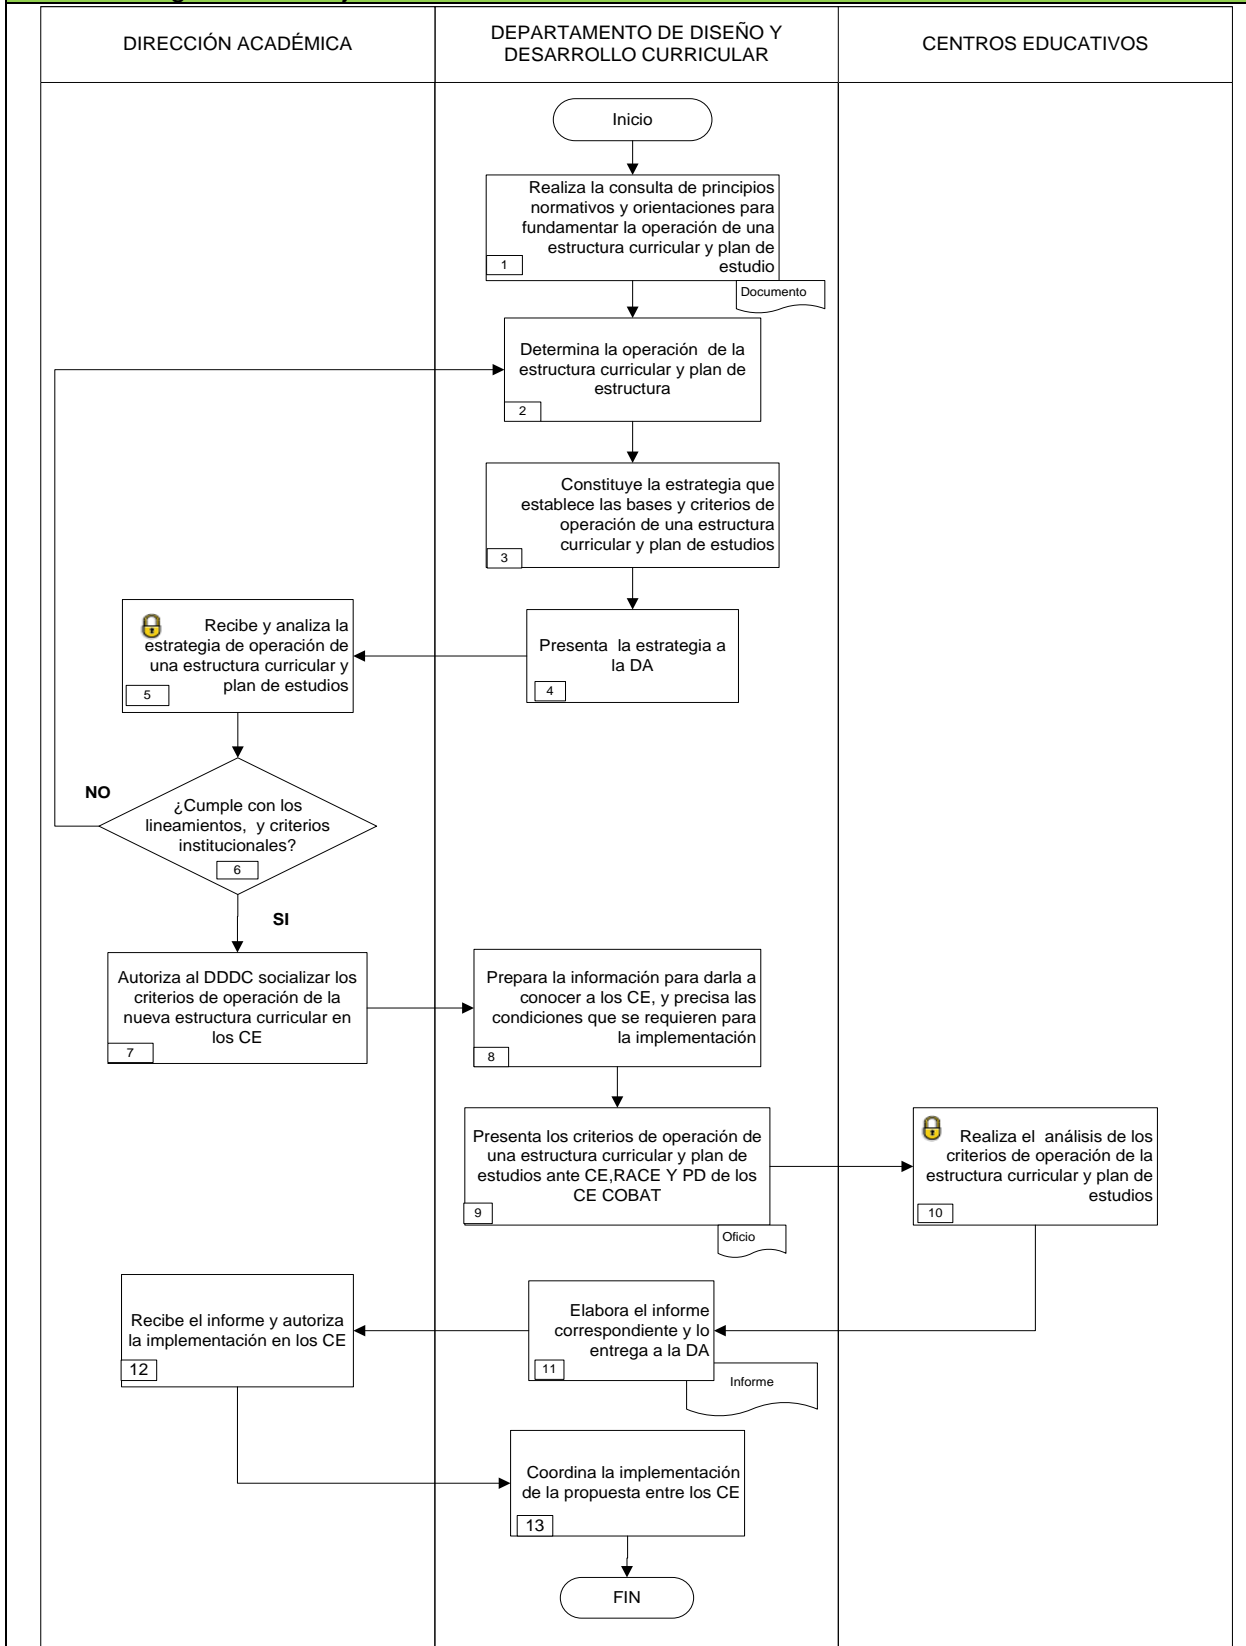 DIRECCIÓN ACADÉMICA
DEPARTAMENTO DE DISEÑO Y
DESARROLLO CURRICULAR
CENTROS EDUCATIVOS
Inicio
Realiza la consulta de principios
normativos y orientaciones para
fundamentar la operación de una
estructura curricular y plan de
estudio
1
Documento
Determina la operación de la
estructura curricular y plan de
estructura
2
Constituye la estrategia que
establece las bases y criterios de
operación de una estructura
curricular y plan de estudios
3
Presenta la estrategia a
la DA
4
Recibe y analiza la
estrategia de operación de
una estructura curricular y
plan de estudios
5
NO
¿Cumple con los
lineamientos, y criterios
institucionales?
6
SI
Autoriza al DDDC socializar los
criterios de operación de la
nueva estructura curricular en
los CE
7
Prepara la información para darla a
conocer a los CE, y precisa las
condiciones que se requieren para
la implementación
8
Presenta los criterios de operación de
una estructura curricular y plan de
estudios ante CE,RACE Y PD de los
CE COBAT
9
Oficio
Realiza el análisis de los
criterios de operación de la
estructura curricular y plan de
estudios
10
Elabora el informe
correspondiente y lo
entrega a la DA
11
Informe
Recibe el informe y autoriza
la implementación en los CE
12
Coordina la implementación
de la propuesta entre los CE
13
FIN